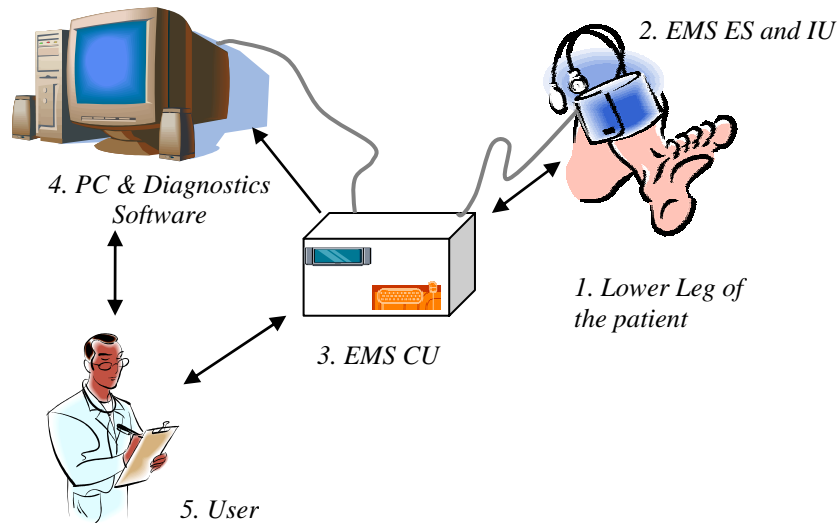 2. EMS ES and IU
4. PC & Diagnostics
Software
1. Lower Leg of
the patient
3. EMS CU
5. User